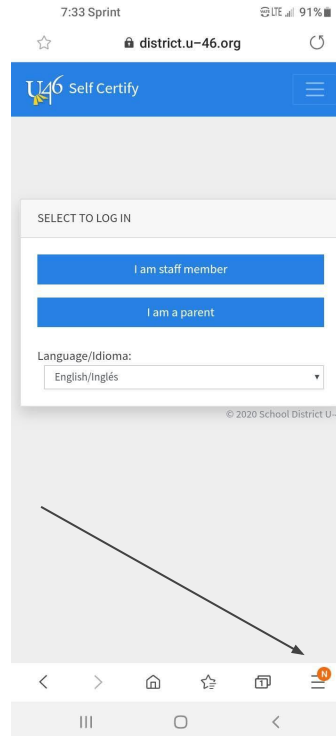 7:33 Sprint LTE 91%
district.u-46.org
U46 Self Certify
SELECT TO LOG IN
I am staff member
I am a parent
Language/Idioma:
English/Inglés
© 2020 School District U-
1
N